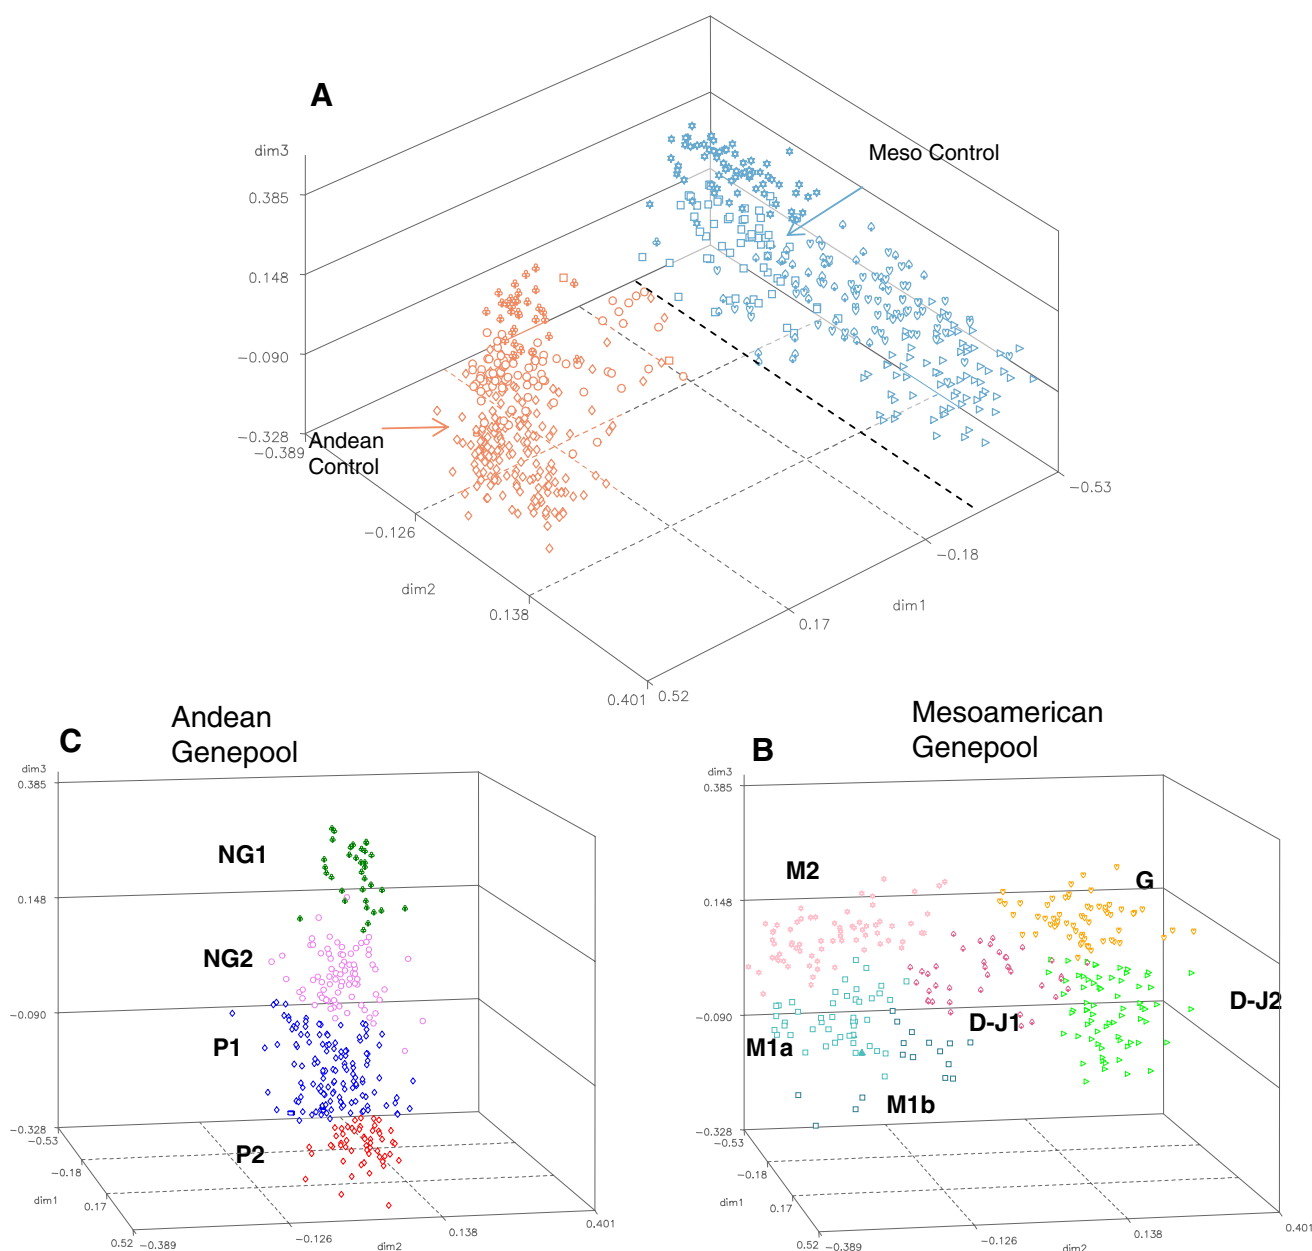 A
dim3
Meso Control
0.385
0.148
−0.090
−0.328
−0.389
Andean
Control
−0.126
dim2
0.138
0.401
0.52
0.17
dim1
−0.18
−0.53
C
Andean
Genepool
dim3
0.385
NG1
0.148
NG2
−0.090
P1
−0.328
−0.53
P2
−0.18
dim1
0.17
0.52
−0.389
−0.126
dim2
0.138
0.401
B
Mesoamerican
Genepool
dim3
0.385
M2
G
0.148
D-J2
−0.090
D-J1
M1a
M1b
−0.328
−0.53
−0.18
dim1
0.17
0.52
−0.389
−0.126
dim2
0.138
0.401